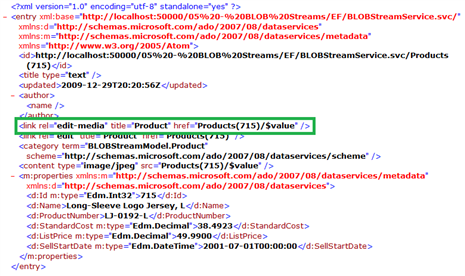 <?xml version="1.0" encoding="utf-8" standalone="yes" ?>
- <entry xml:base="http://localhost:50000/05%20-%20BLOB%20Streams/EF/BLOBStreamService.svc/"
xmlns:d="http://schemas.microsoft.com/ado/2007/08/dataservices"
xmlns:m="http://schemas.microsoft.com/ado/2007/08/dataservices/metadata"
xmlns="http://www.w3.org/2005/Atom">
<id>http://localhost:50000/05%20-%20BLOB%20Streams/EF/BLOBStreamService.svc/Products
(715)</id>
<title type="text" />
<updated>2009-12-29T20:20:56Z</updated>
- <author>
<name />
</author>
<link rel="edit-media" title="Product" href="Products(715)/$value" />
<link rel="edit" title="Product" href="Products(715)" />
<category term="BLOBStreamModel.Product"
scheme="http://schemas.microsoft.com/ado/2007/08/dataservices/scheme" />
<content type="image/jpeg" src="Products(715)/$value" />
- <m:properties xmlns:m="http://schemas.microsoft.com/ado/2007/08/dataservices/metadata"
xmlns:d="http://schemas.microsoft.com/ado/2007/08/dataservices">
<d:Id m:type="Edm.Int32">715</d:Id>
<d:Name>Long-Sleeve Logo Jersey, L</d:Name>
<d:ProductNumber>LJ-0192-L</d:ProductNumber>
<d:StandardCost m:type="Edm.Decimal">38.4923</d:StandardCost>
<d:ListPrice m:type="Edm.Decimal">49.9900</d:ListPrice>
<d:SellStartDate m:type="Edm.DateTime">2001-07-01T00:00:00</d:SellStartDate>
</m:properties>
</entry>